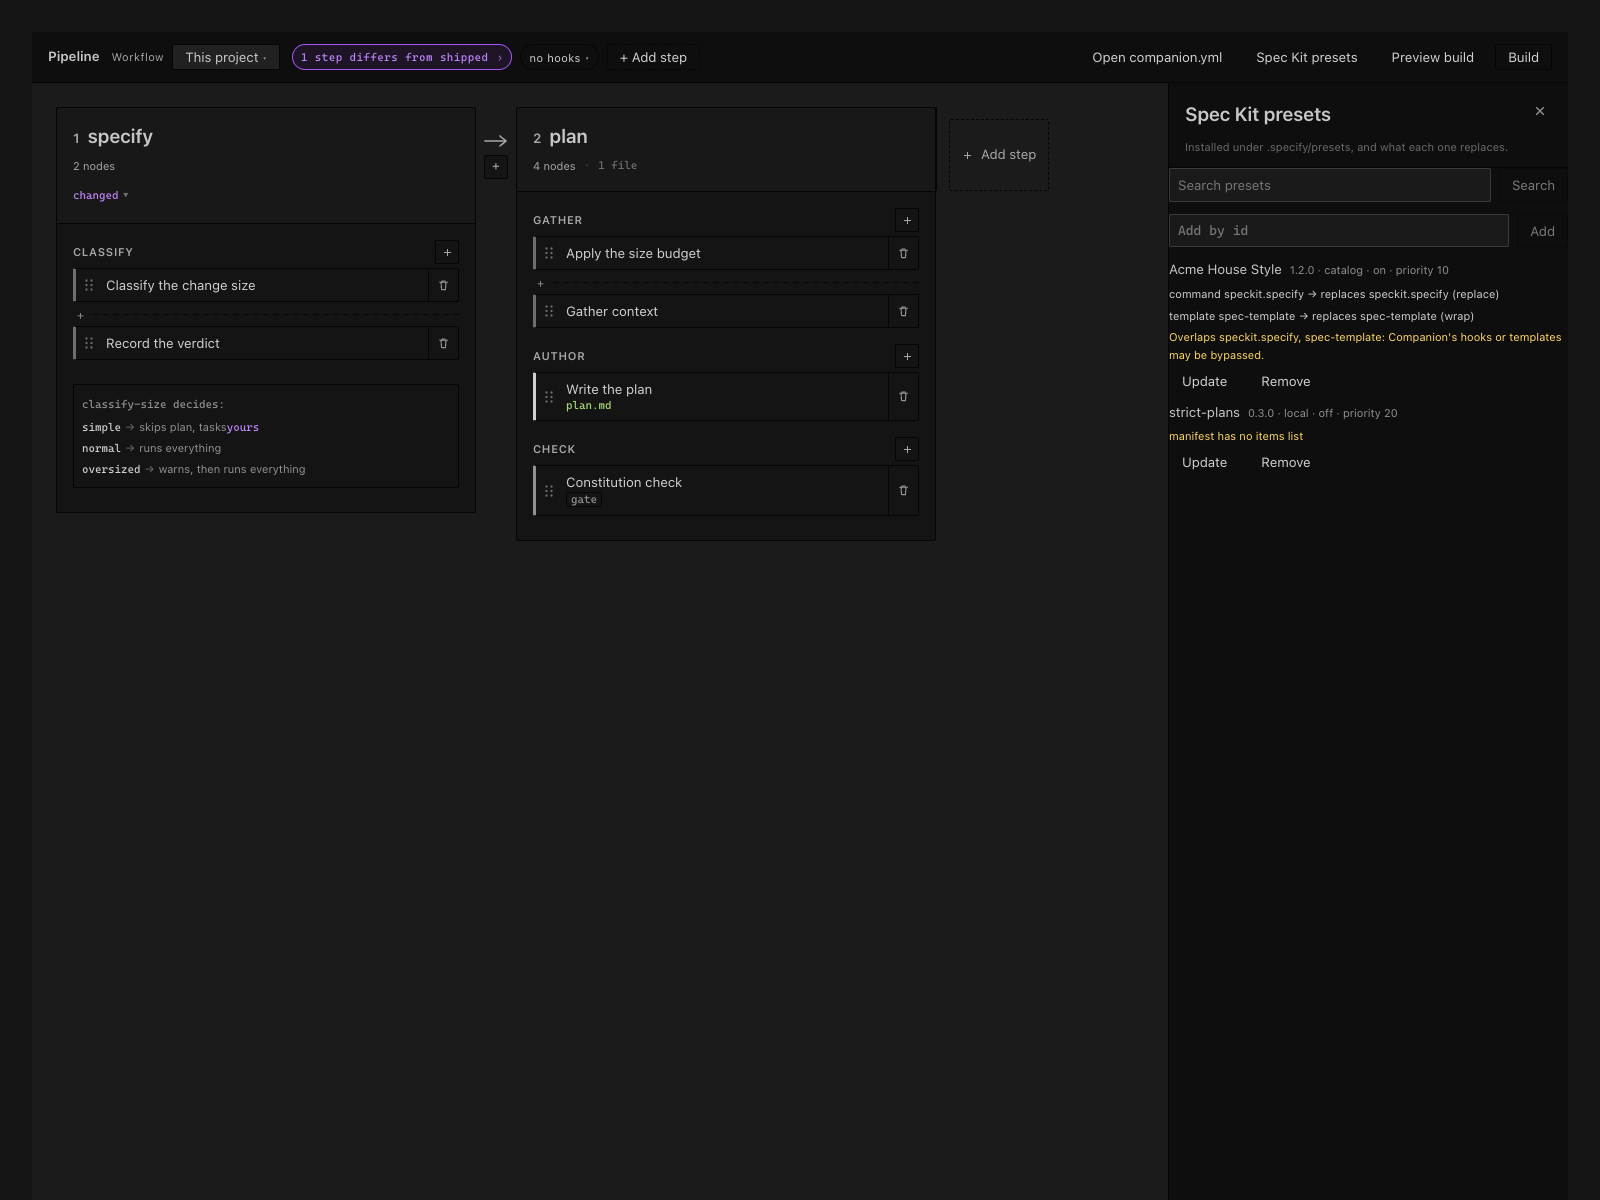 Pipeline Workflow This project
1 step differs from shipped ›
no hooks
+ Add step
Open companion.yml
Spec Kit presets
Preview build
Build
1 specify
2 nodes
changed ▾
CLASSIFY
+
Classify the change size
+
Record the verdict
classify-size decides:
simple → skips plan, tasksyours
normal → runs everything
oversized → warns, then runs everything
→
+
2 plan
4 nodes · 1 file
GATHER
+
Apply the size budget
+
Gather context
AUTHOR
+
Write the plan
plan.md
CHECK
+
Constitution check
gate
+ Add step
Spec Kit presets
×
Installed under .specify/presets, and what each one replaces.
Search presets
Search
Add by id
Add
Acme House Style 1.2.0 · catalog · on · priority 10
command speckit.specify → replaces speckit.specify (replace)
template spec-template → replaces spec-template (wrap)
Overlaps speckit.specify, spec-template: Companion's hooks or templates
may be bypassed.
Update Remove
strict-plans 0.3.0 · local · off · priority 20
manifest has no items list
Update Remove